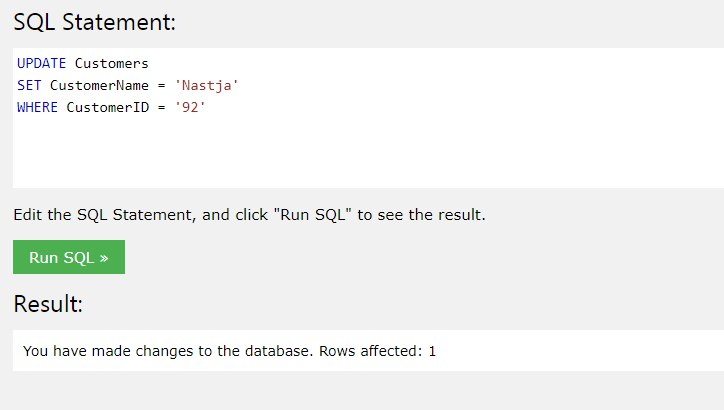 SQL Statement:
UPDATE Customers
SET CustomerName = 'Nastja'
WHERE CustomerID = '92'
Edit the SQL Statement, and click "Run SQL" to see the result.
Run SQL »
Result:
You have made changes to the database. Rows affected: 1